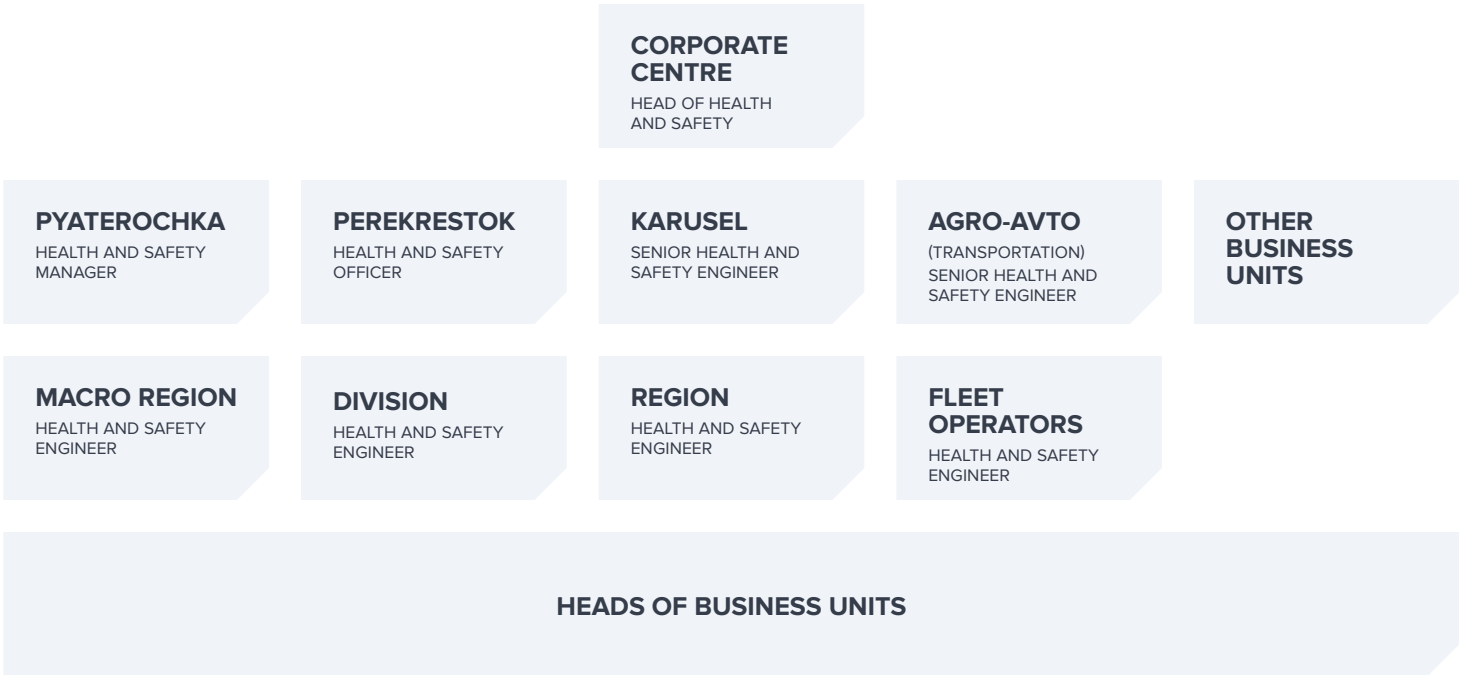 CORPORATE
CENTRE
HEAD OF HEALTH
AND SAFETY
PYATEROCHKA
HEALTH AND SAFETY
MANAGER
PEREKRESTOK
HEALTH AND SAFETY
OFFICER
KARUSEL
SENIOR HEALTH AND
SAFETY ENGINEER
AGRO-AVTO
(TRANSPORTATION)
SENIOR HEALTH AND
SAFETY ENGINEER
OTHER
BUSINESS
UNITS
MACRO REGION
HEALTH AND SAFETY
ENGINEER
DIVISION
HEALTH AND SAFETY
ENGINEER
REGION
HEALTH AND SAFETY
ENGINEER
FLEET
OPERATORS
HEALTH AND SAFETY
ENGINEER
HEADS OF BUSINESS UNITS